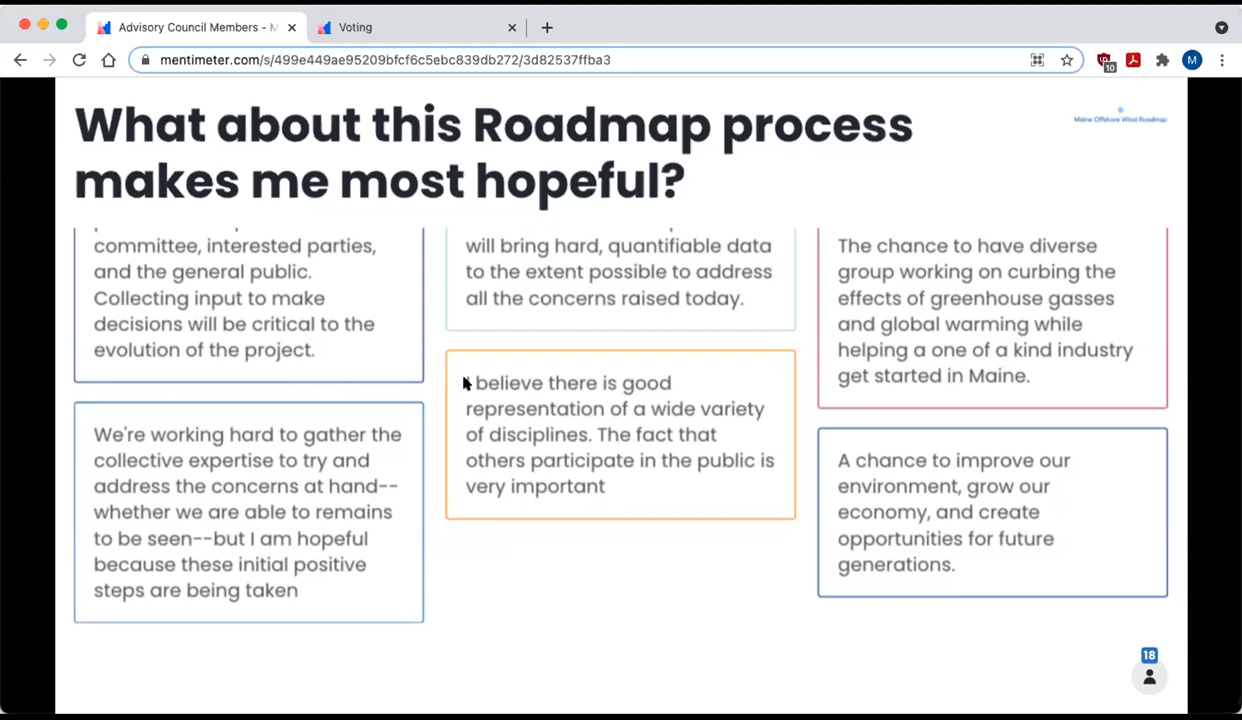 Advisory Council Members - M
Voting
mentimeter.com/s/499e449ae95209bfcf6c5ebc839db272/3d82537ffba3
10
M
What about this Roadmap process
makes me most hopeful?
Maine Offshore Wind Roadmap
committee, interested parties,
and the general public.
Collecting input to make
decisions will be critical to the
evolution of the project.
We're working hard to gather the
collective expertise to try and
address the concerns at hand--
whether we are able to remains
to be seen--but I am hopeful
because these initial positive
steps are being taken
will bring hard, quantifiable data
to the extent possible to address
all the concerns raised today.
believe there is good
representation of a wide variety
of disciplines. The fact that
others participate in the public is
very important
The chance to have diverse
group working on curbing the
effects of greenhouse gasses
and global warming while
helping a one of a kind industry
get started in Maine.
A chance to improve our
environment, grow our
economy, and create
opportunities for future
generations.
18